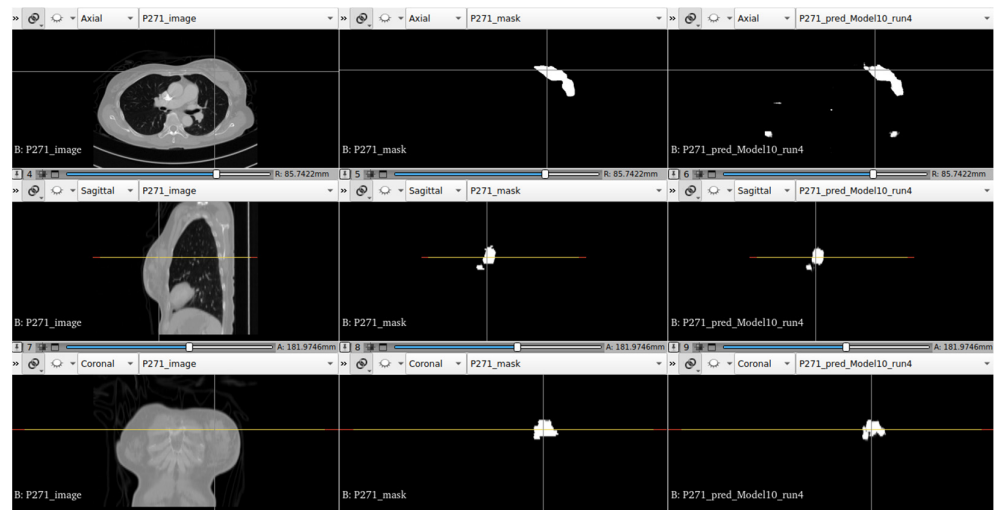 » Axial P271_image » Axial P271_mask » Axial P271_pred_Model10_run4
B: P271_image B: P271_mask B: P271_pred_Model10_run4
4 R: 85.7422mm 5 R: 85.7422mm 6 R: 85.7422mm
» Sagittal P271_image » Sagittal P271_mask » Sagittal P271_pred_Model10_run4
B: P271_image B: P271_mask B: P271_pred_Model10_run4
7 A: 181.9746mm 8 A: 181.9746mm 9 A: 181.9746mm
» Coronal P271_image » Coronal P271_mask » Coronal P271_pred_Model10_run4
B: P271_image B: P271_mask B: P271_pred_Model10_run4